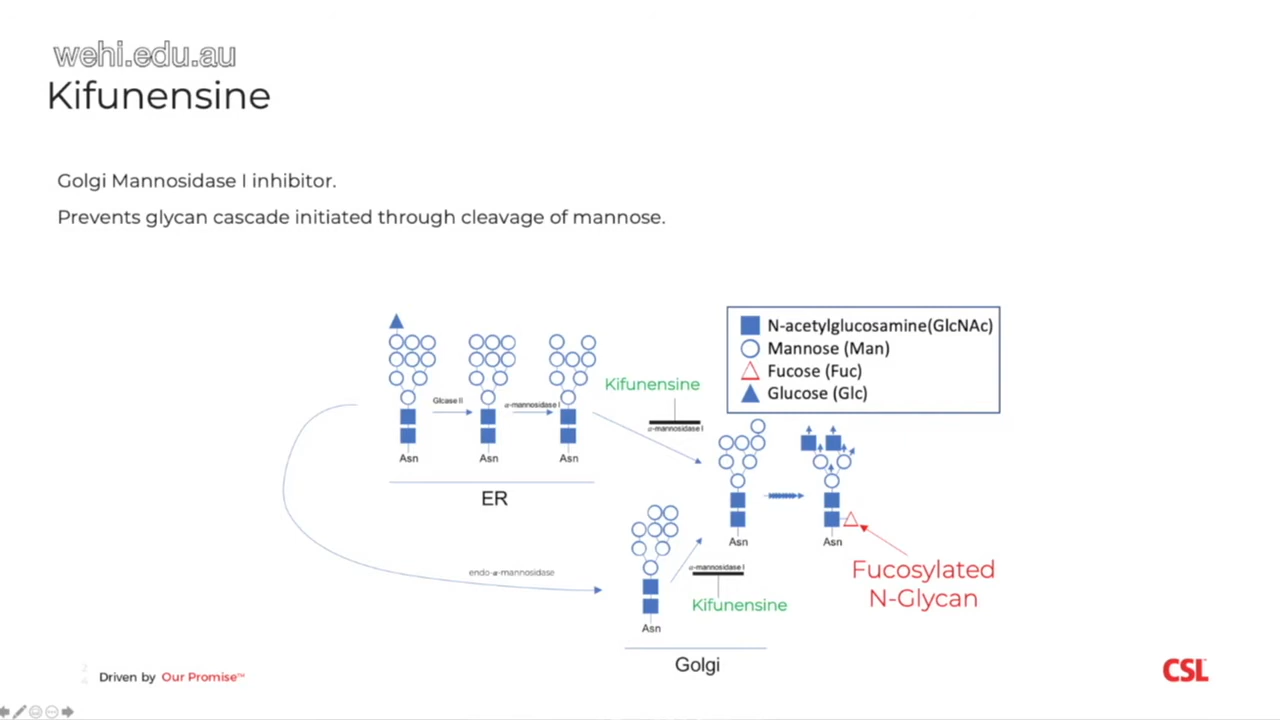 wehi.edu.au
Kifunensine
Golgi Mannosidase I inhibitor.
Prevents glycan cascade initiated through cleavage of mannose.
N-acetylglucosamine(GlcNAc)
Mannose (Man)
Fucose (Fuc)
Glucose (Glc)
Kifunensine
Glcase II
α-mannosidase I
α-mannosidase I
Asn
Asn
Asn
ER
Asn
Asn
endo-α-mannosidase
α-mannosidase I
Kifunensine
Fucosylated
N-Glycan
Asn
Golgi
24
Driven by Our Promise™
CSL